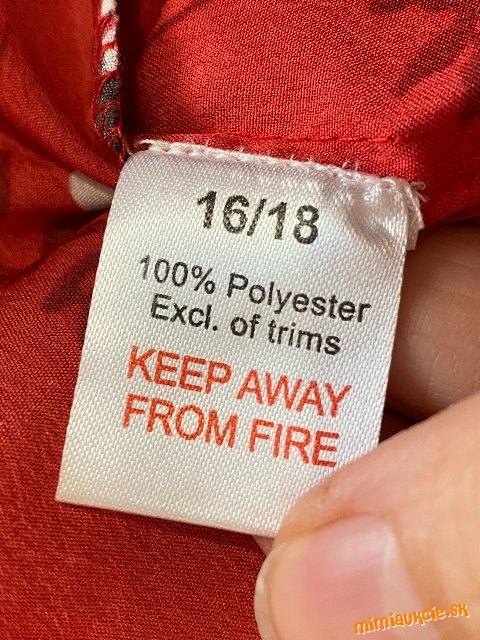 16/18
100% Polyester
Excl. of trims
KEEP AWAY
FROM FIRE
mimiaukcie.sk